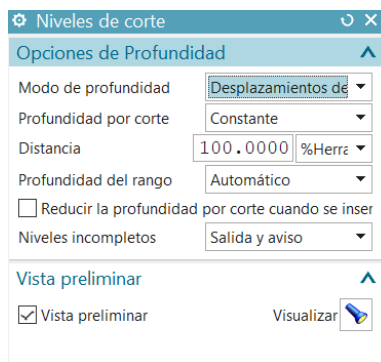 Niveles de corte
Opciones de Profundidad
Modo de profundidad Desplazamientos de
Profundidad por corte Constante
Distancia 100.0000 %Herra
Profundidad del rango Automático
Reducir la profundidad por corte cuando se inser
Niveles incompletos Salida y aviso
Vista preliminar
Vista preliminar Visualizar